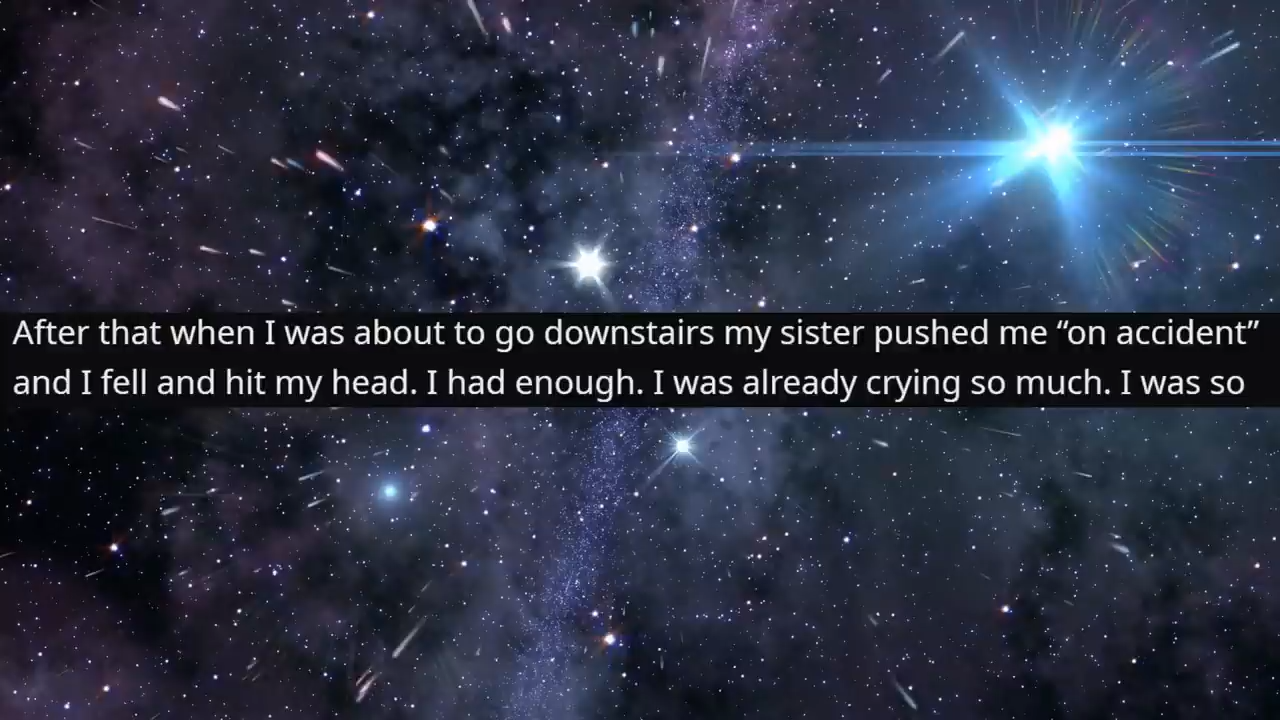 After that when I was about to go downstairs my sister pushed me “on accident”
and I fell and hit my head. I had enough. I was already crying so much. I was so